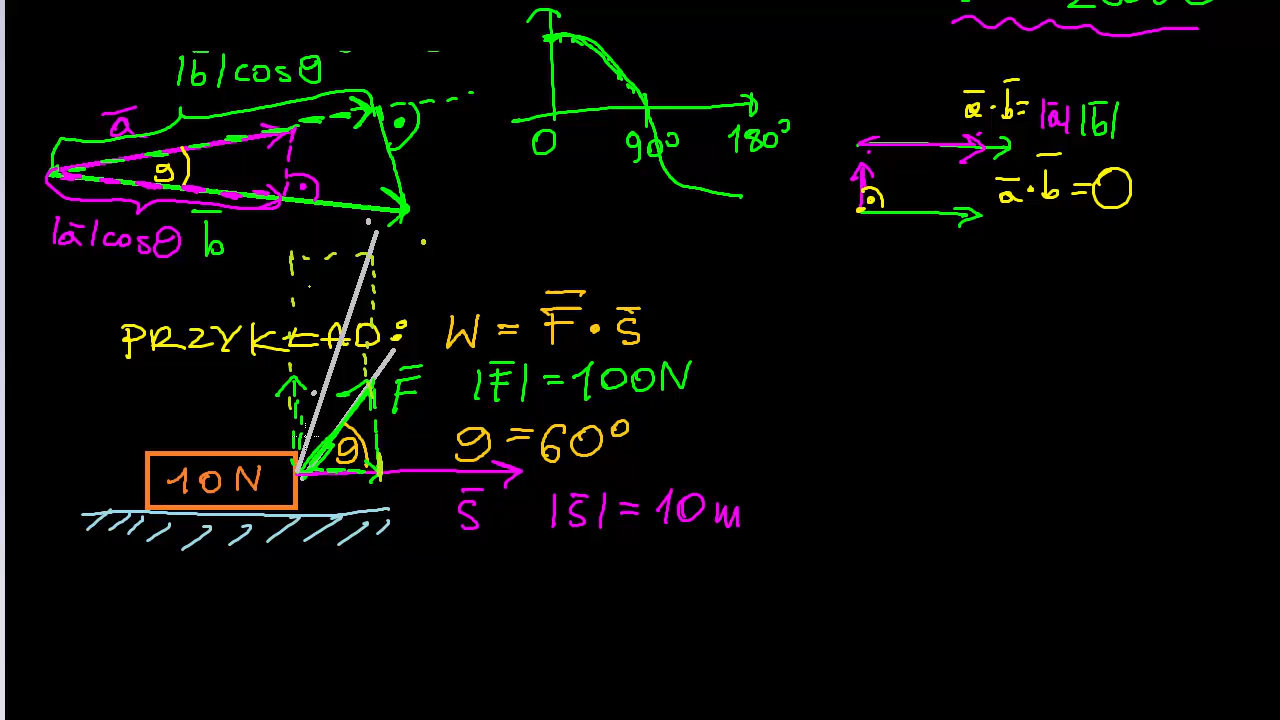 |b̅|cosθ
a̅
θ
|a̅|cosθ b̅
0 90° 180°
a̅·b̅= |a̅||b̅|
a̅·b̅=0
PRZYKŁAD:
W = F̅·s̅
F̅ |F̅|=100N
θ θ=60°
10N
s̅ |s̅|=10m